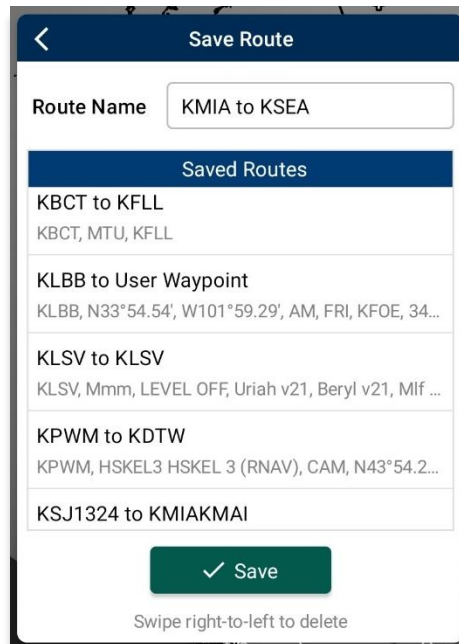 Save Route
Route Name KMIA to KSEA
Saved Routes
KBCT to KFLL
KBCT, MTU, KFLL
KLBB to User Waypoint
KLBB, N33°54.54', W101°59.29', AM, FRI, KFOE, 34...
KLSV to KLSV
KLSV, Mmm, LEVEL OFF, Uriah v21, Beryl v21, Mlf ...
KPWM to KDTW
KPWM, HSKEL3 HSKEL 3 (RNAV), CAM, N43°54.2...
KSJ1324 to KMIAKMAI
Save
Swipe right-to-left to delete